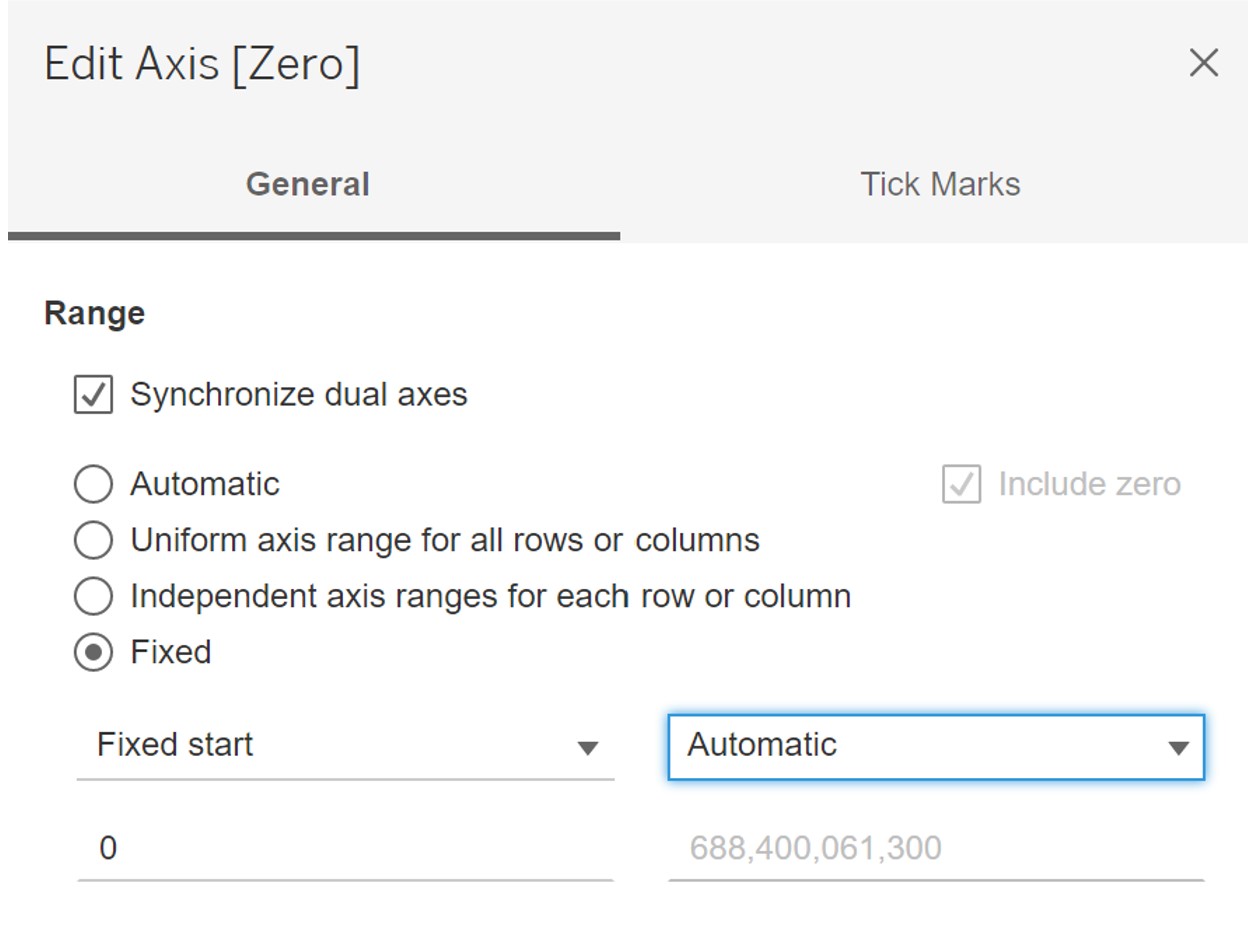 Edit Axis [Zero]
General
Tick Marks
Range
Synchronize dual axes
Automatic
Include zero
Uniform axis range for all rows or columns
Independent axis ranges for each row or column
Fixed
Fixed start
Automatic
0
688,400,061,300